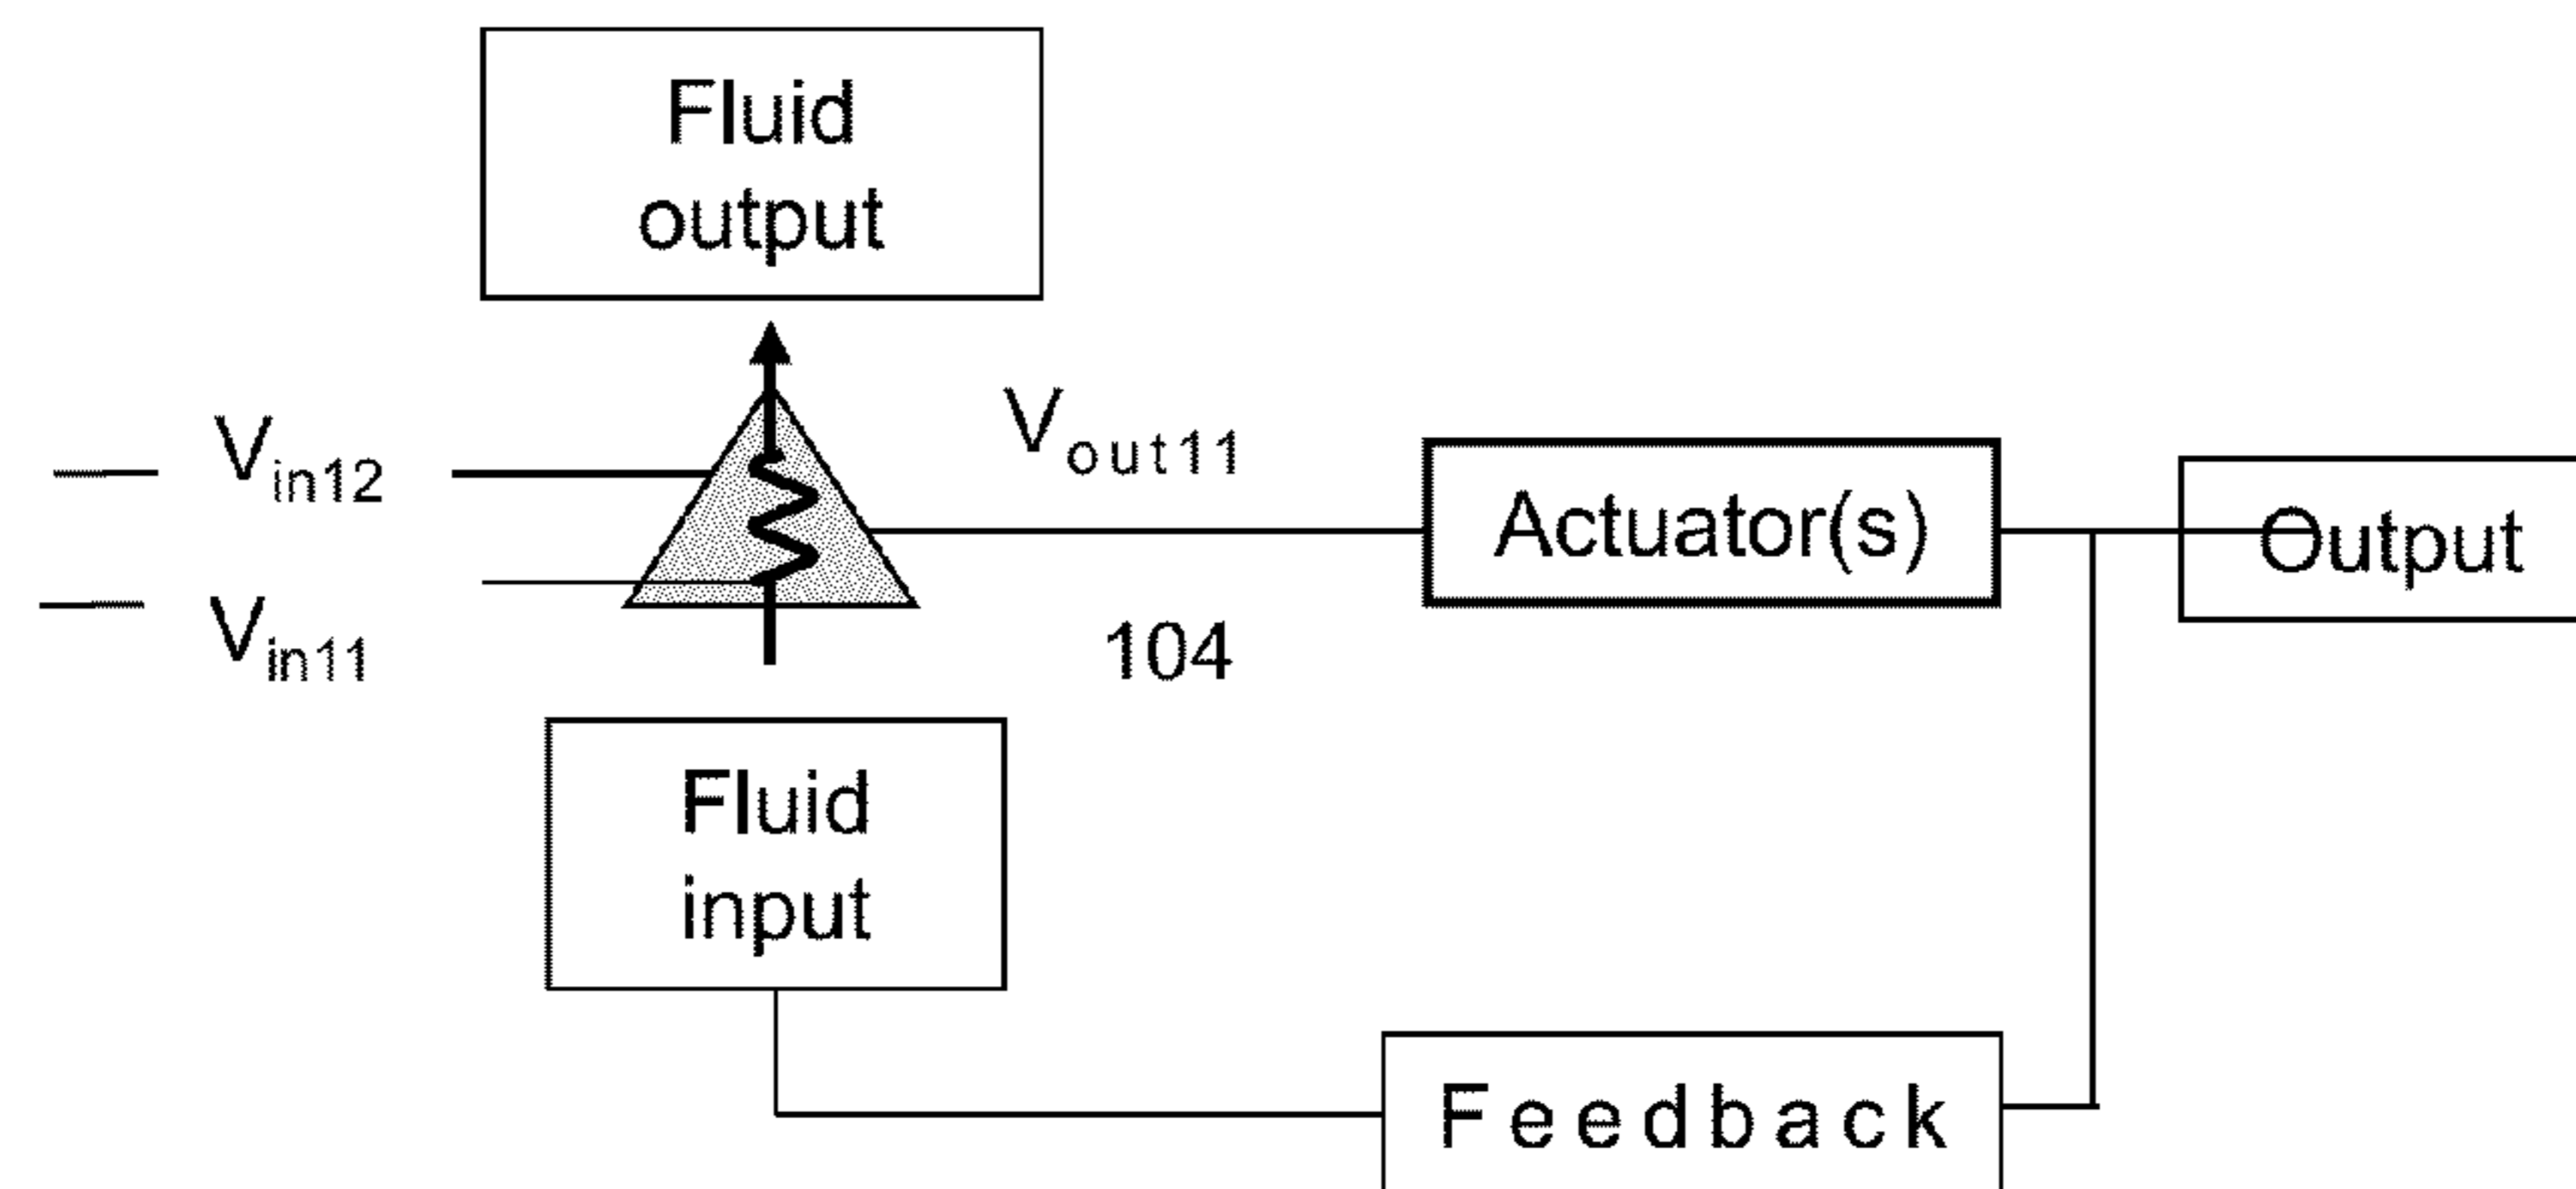 Fluid
output
Vin12
Vout11
Actuator(s)
Output
Vin11
104
Fluid
input
Feedback